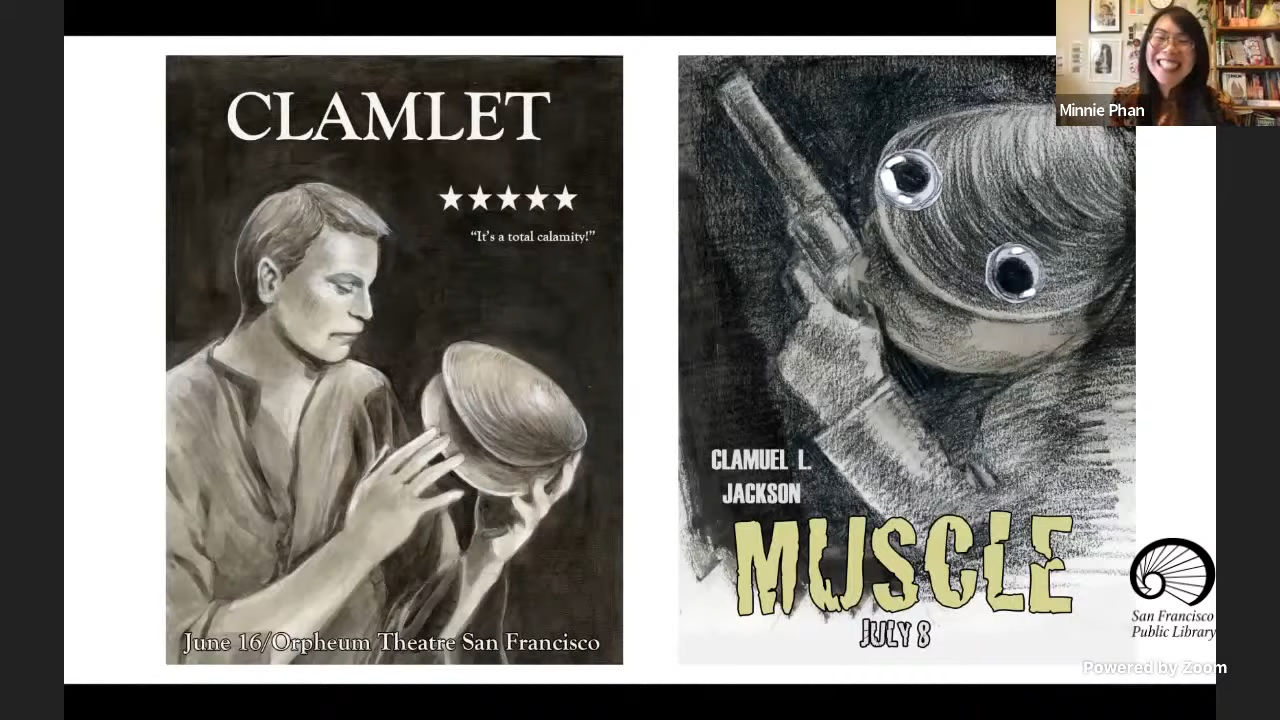 CLAMLET
★★★★★
“It’s a total calamity!”
June 16/Orpheum Theatre San Francisco
CLAMUEL L.
JACKSON
MUSCLE
JULY 8
Minnie Phan
San Francisco
Public Library
Powered by Zoom